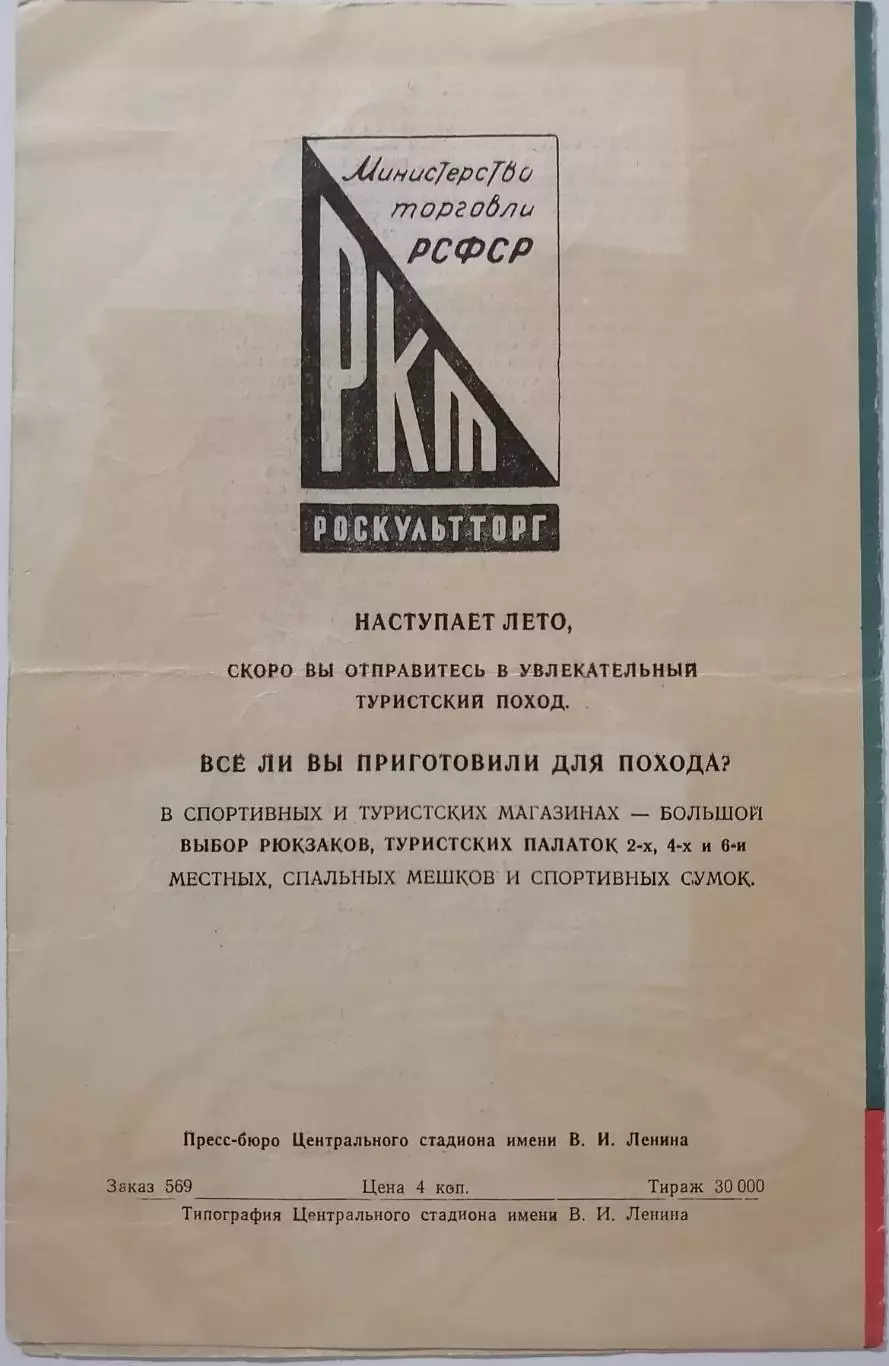 Министерство
торговли
РСФСР
РКТ
РОСКУЛЬТТОРГ
НАСТУПАЕТ ЛЕТО,
СКОРО ВЫ ОТПРАВИТЕСЬ В УВЛЕКАТЕЛЬНЫЙ
ТУРИСТСКИЙ ПОХОД.
ВСЁ ЛИ ВЫ ПРИГОТОВИЛИ ДЛЯ ПОХОДА?
В СПОРТИВНЫХ И ТУРИСТСКИХ МАГАЗИНАХ — БОЛЬШОЙ
ВЫБОР РЮКЗАКОВ, ТУРИСТСКИХ ПАЛАТОК 2-х, 4-х и 6-и
МЕСТНЫХ, СПАЛЬНЫХ МЕШКОВ И СПОРТИВНЫХ СУМОК.
Пресс-бюро Центрального стадиона имени В. И. Ленина
Заказ 569 Цена 4 коп. Тираж 30 000
Типография Центрального стадиона имени В. И. Ленина